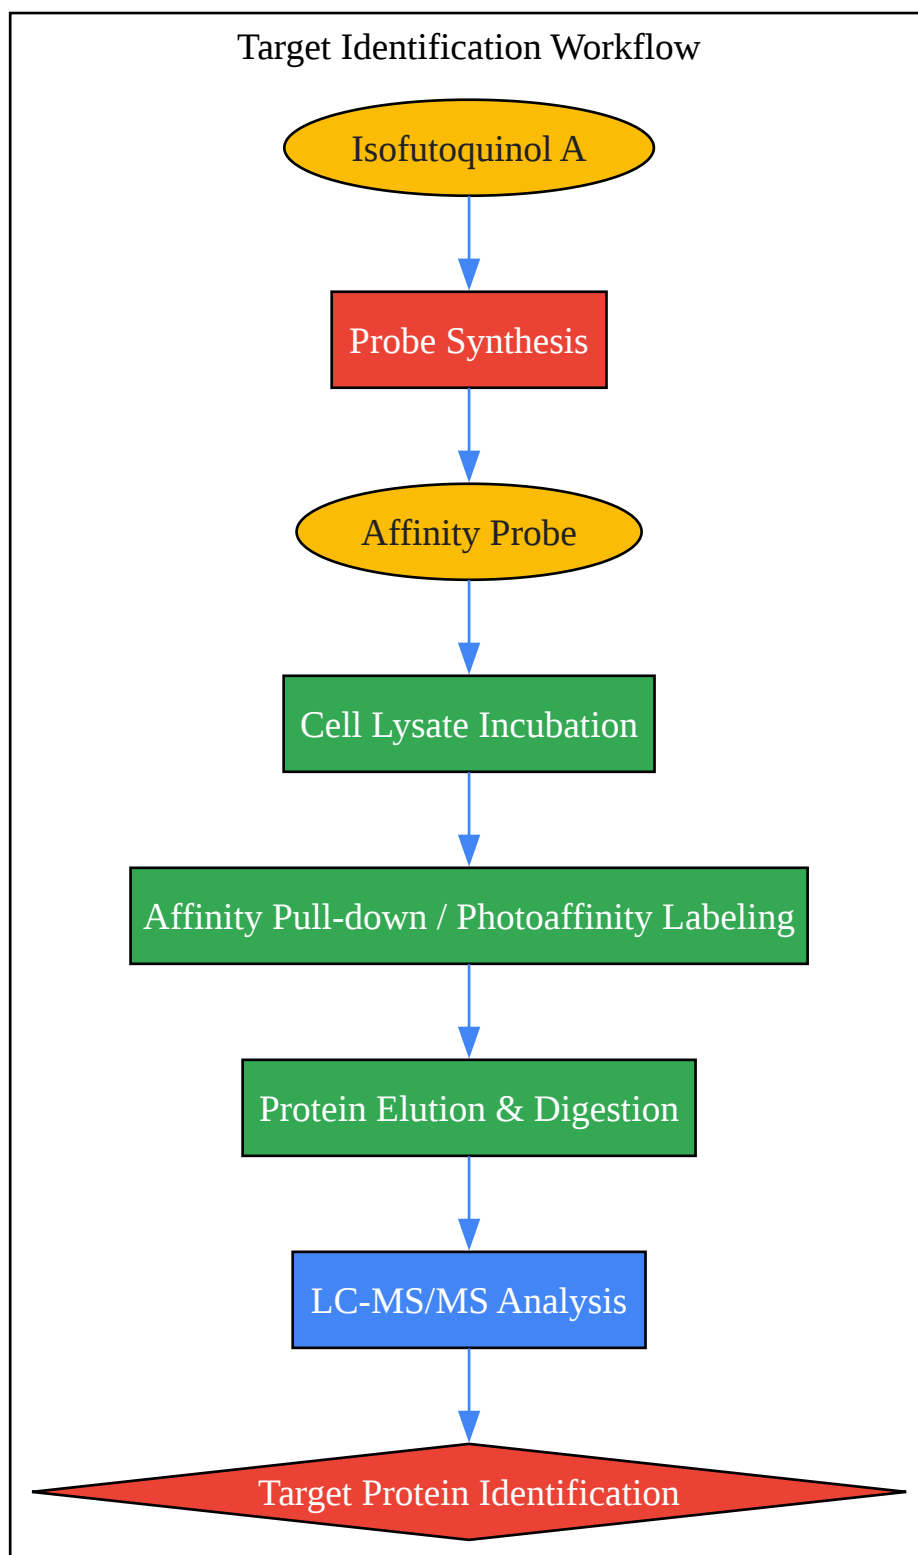 Target Identification Workflow
Isofutoquinol A
Probe Synthesis
Affinity Probe
Cell Lysate Incubation
Affinity Pull-down / Photoaffinity Labeling
Protein Elution & Digestion
LC-MS/MS Analysis
Target Protein Identification